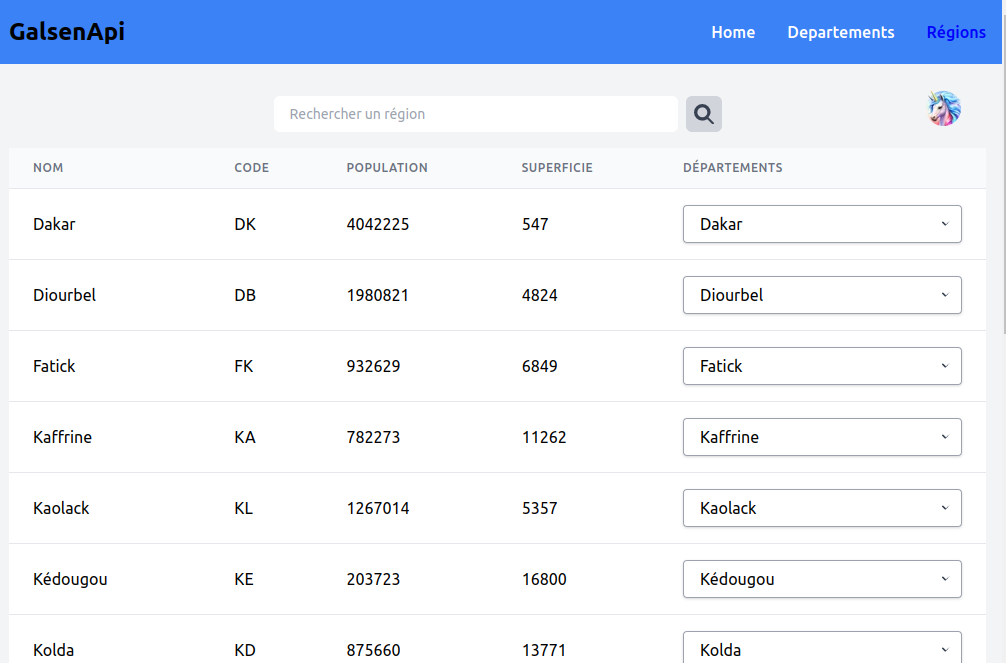 GalsenApi Home Departements Régions
Rechercher un région
NOM CODE POPULATION SUPERFICIE DÉPARTEMENTS
Dakar DK 4042225 547 Dakar
Diourbel DB 1980821 4824 Diourbel
Fatick FK 932629 6849 Fatick
Kaffrine KA 782273 11262 Kaffrine
Kaolack KL 1267014 5357 Kaolack
Kédougou KE 203723 16800 Kédougou
Kolda KD 875660 13771 Kolda